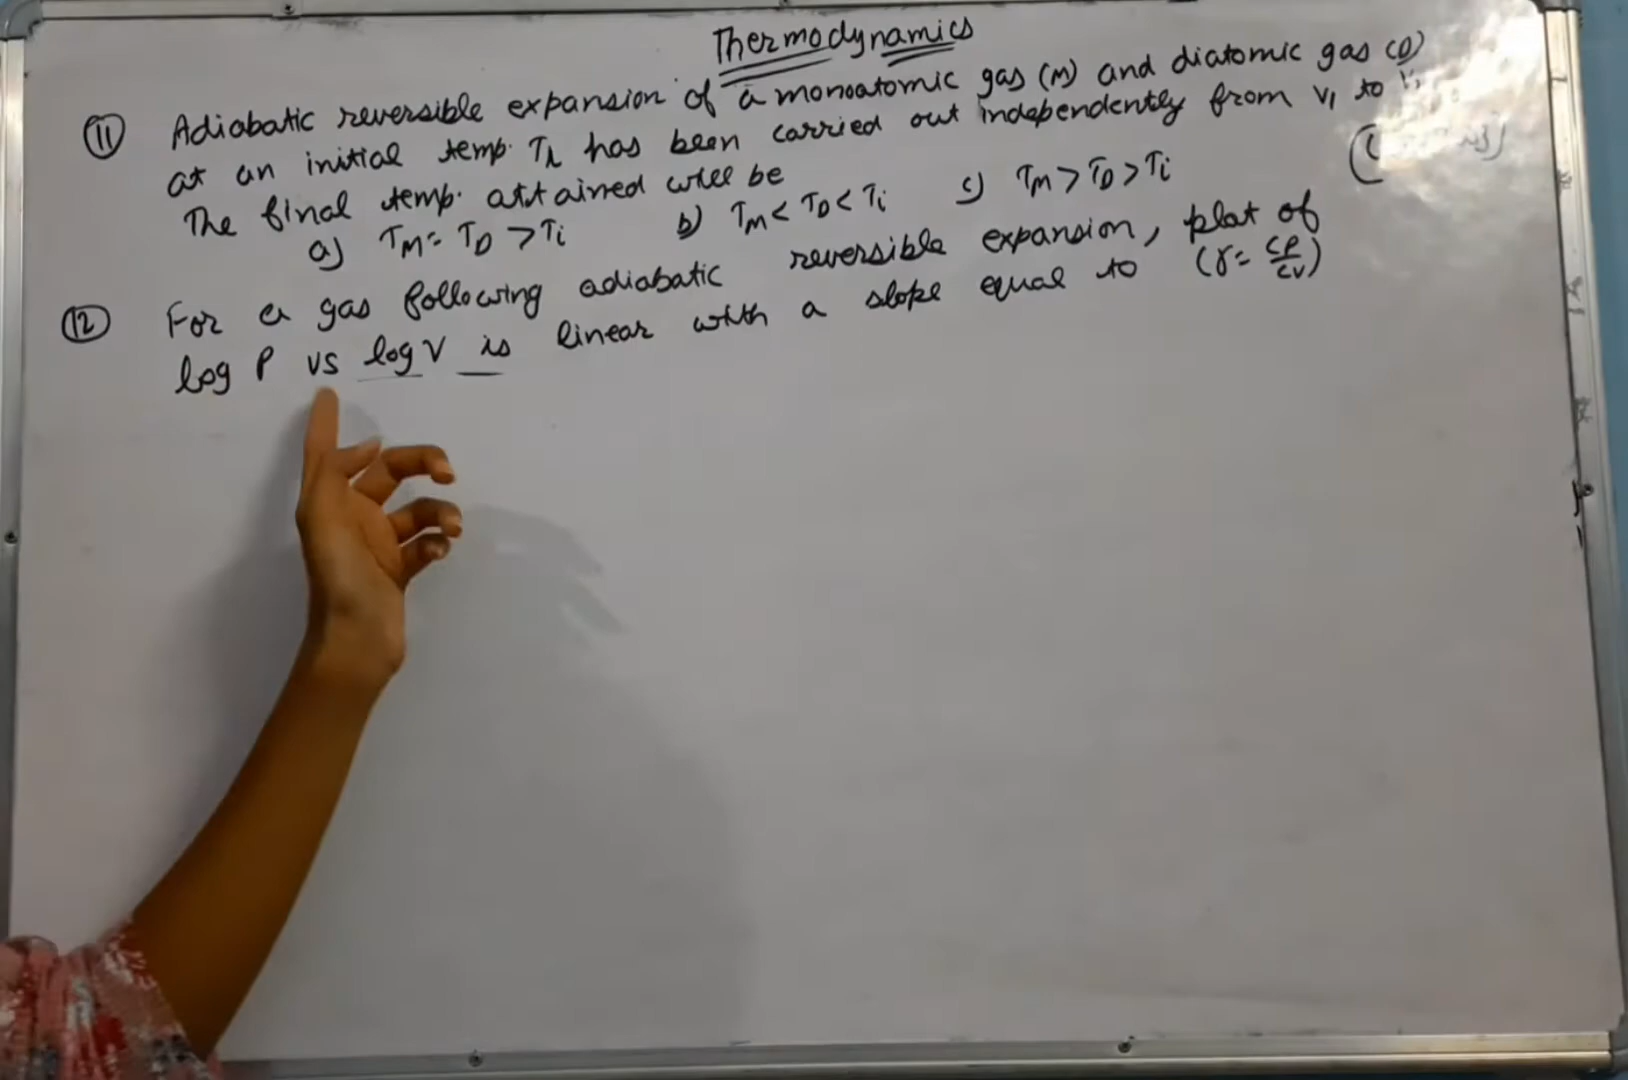 Thermodynamics
(11) Adiabatic reversible expansion of a monoatomic gas (M) and diatomic gas (D)
at an initial temp. Ti has been carried out independently from V1 to
The final temp. attained will be
a) TM = TD > Ti b) TM < TD < Ti c) TM > TD > Ti
(12) For a gas following adiabatic reversible expansion, plot of
log P vs log V is linear with a slope equal to (γ = CP/CV)